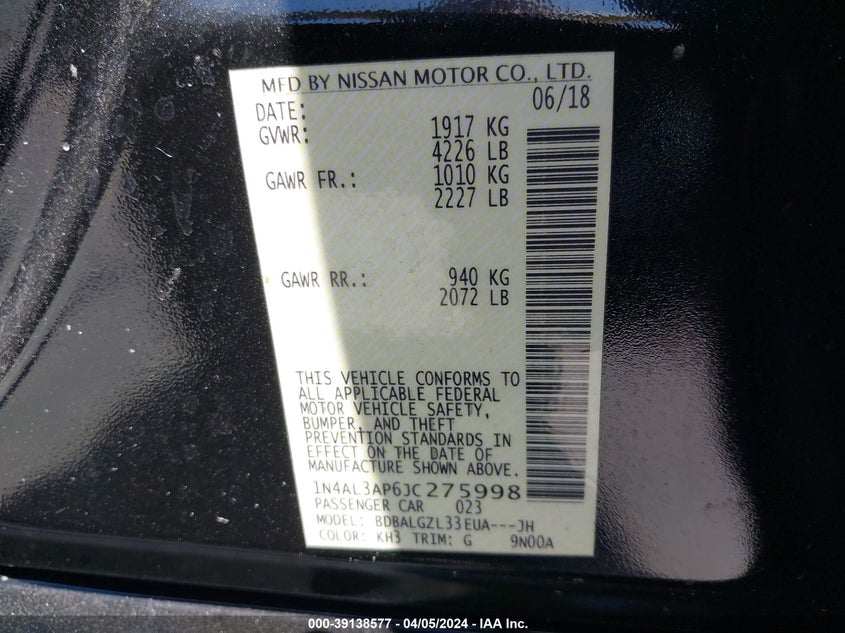 MFD BY NISSAN MOTOR CO., LTD.
DATE: 06/18
GVWR: 1917 KG
4226 LB
GAWR FR.: 1010 KG
2227 LB
GAWR RR.: 940 KG
2072 LB
THIS VEHICLE CONFORMS TO
ALL APPLICABLE FEDERAL
MOTOR VEHICLE SAFETY,
BUMPER, AND THEFT
PREVENTION STANDARDS IN
EFFECT ON THE DATE OF
MANUFACTURE SHOWN ABOVE.
1N4AL3AP6JC275998
PASSENGER CAR 023
MODEL: BDBALGZL33EUA---JH
COLOR: KH3 TRIM: G 9N00A
000-39138577 - 04/05/2024 - IAA Inc.